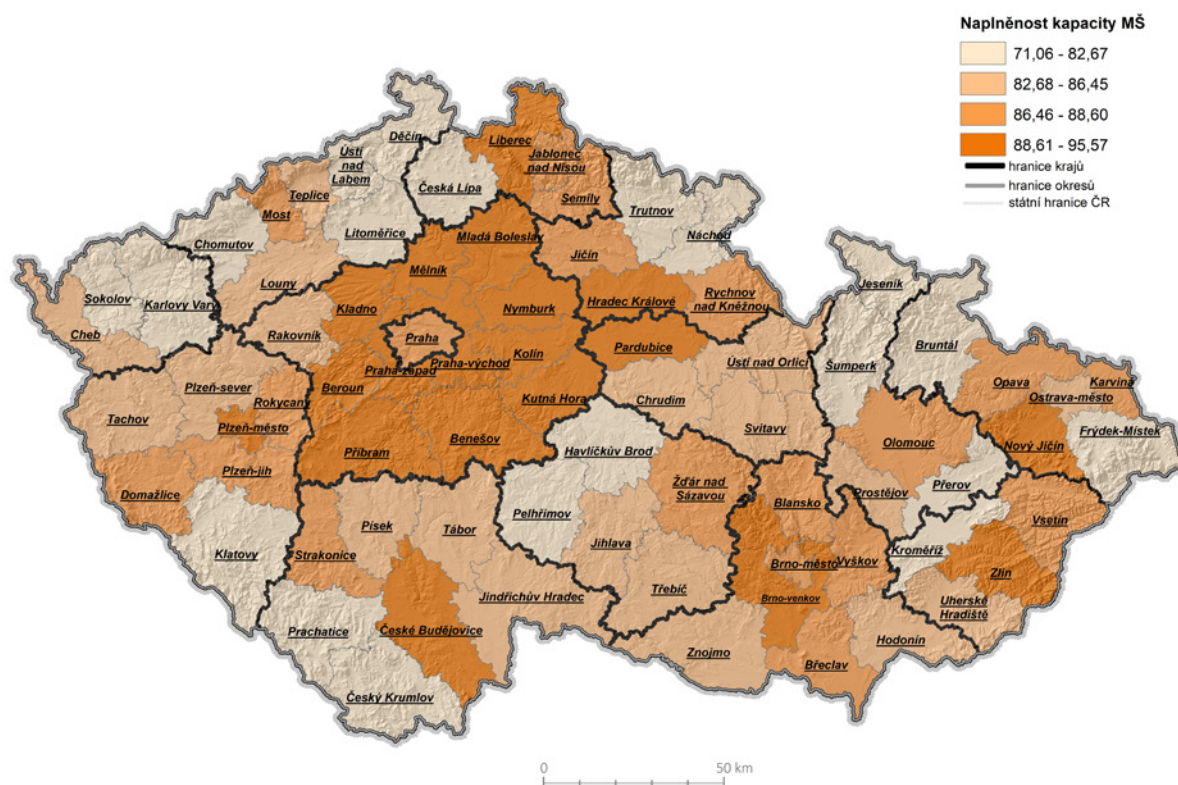 Naplněnost kapacity MŠ
71,06 - 82,67
82,68 - 86,45
86,46 - 88,60
88,61 - 95,57
hranice krajů
hranice okresů
státní hranice ČR
Děčín
Ústí
nad
Labem
Liberec
Jablonec
nad Nisou
Teplice
Česká Lípa
Semily
Most
Trutnov
Chomutov
Litoměřice
Mladá Boleslav
Náchod
Jičín
Mělník
Louny
Jeseník
Sokolov
Karlovy Vary
Kladno
Nymburk
Hradec Králové
Rychnov
nad Kněžnou
Cheb
Rakovník
Praha
Bruntál
Kolín
Pardubice
Ústí nad Orlicí
Praha-západ
Praha-východ
Šumperk
Beroun
Plzeň-sever
Rokycany
Opava
Karviná
Ostrava-město
Tachov
Kutná Hora
Chrudim
Plzeň-město
Svitavy
Frýdek-Místek
Benešov
Olomouc
Nový Jičín
Příbram
Havlíčkův Brod
Plzeň-jih
Žďár nad
Sázavou
Přerov
Domažlice
Prostějov
Blansko
Pelhřimov
Vsetín
Písek
Tábor
Jihlava
Klatovy
Strakonice
Kroměříž
Brno-město
Vyškov
Zlín
Třebíč
Jindřichův Hradec
Brno-venkov
Uherské
Hradiště
Prachatice
České Budějovice
Hodonín
Znojmo
Břeclav
Český Krumlov
0
50 km